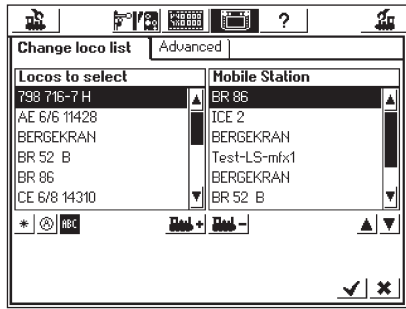 ?
Change loco list
Advanced
Locos to select
798 716-7 H
AE 6/6 11428
BERGEKRAN
BR 52 B
BR 86
CE 6/8 14310
Mobile Station
BR 86
ICE 2
BERGEKRAN
Test-LS-mfx1
BERGEKRAN
BR 52 B
* A ABC
+ -